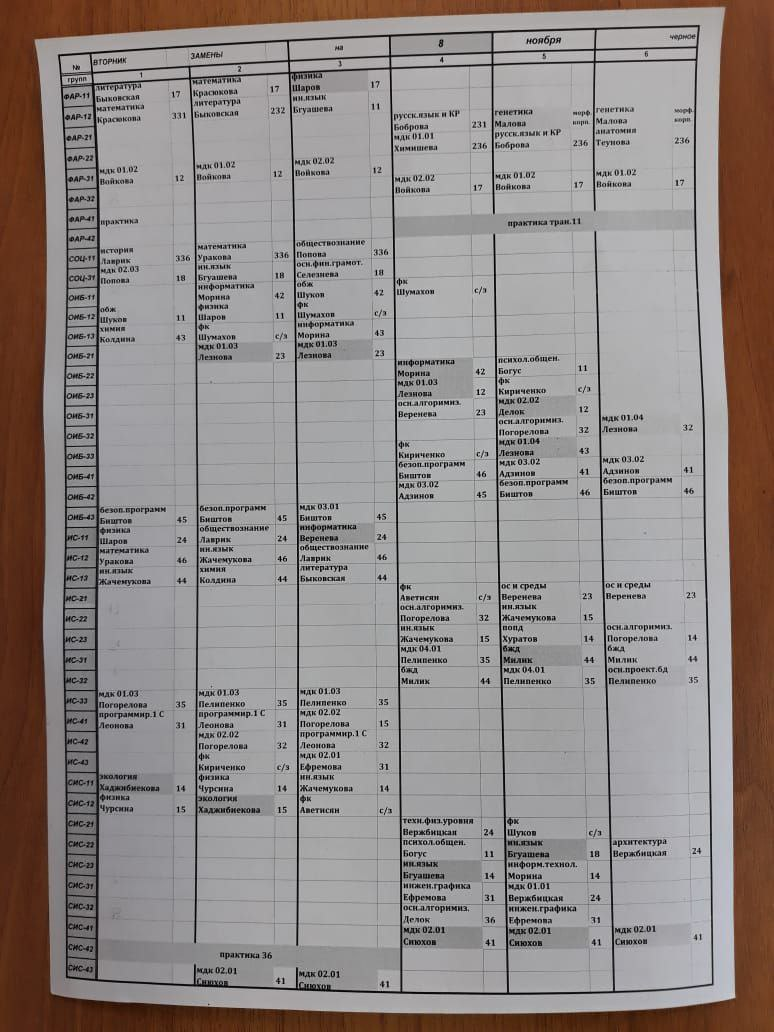 ВТОРНИК ЗАМЕНЫ на 8 ноября черное
№ групп 1 2 3 4 5 6
ФАР-11 литература математика физика
Быковская 17 Красюкова 17 Шаров 17
ФАР-12 математика литература ин.язык
Красюкова 331 Быковская 232 Бгуашева 11
ФАР-21 русск.язык и КР генетика морф. генетика морф.
Боброва 231 Малова корп. Малова корп.
ФАР-22 мдк 01.01 русск.язык и КР анатомия
Химишева 236 Боброва 236 Теунова 236
ФАР-31 мдк 01.02 мдк 01.02 мдк 02.02
Войкова 12 Войкова 12 Войкова 12
ФАР-32 мдк 02.02 мдк 01.02 мдк 01.02
Войкова 17 Войкова 17 Войкова 17
ФАР-41 практика
ФАР-42 практика тран.11
СОЦ-11 история математика обществознание
Лаврик 336 Уракова 336 Попова 336
СОЦ-31 мдк 02.03 ин.язык осн.фин.грамот.
Попова 18 Бгуашева 18 Селезнева 18
ОИБ-11 информатика обж фк
Морина 42 Шуков 42 Шумахов с/з
ОИБ-12 обж физика фк
Шуков 11 Шаров 11 Шумахов с/з
ОИБ-13 химия фк информатика
Колдина 43 Шумахов с/з Морина 43
ОИБ-21 мдк 01.03 мдк 01.03
Лезнова 23 Лезнова 23
ОИБ-22 информатика психол.общен.
Морина 42 Богус 11
ОИБ-23 мдк 01.03 фк
Лезнова 12 Кириченко с/з
ОИБ-31 осн.алгоримиз. мдк 02.02
Веренева 23 Делок 12
ОИБ-32 осн.алгоримиз. мдк 01.04
Погорелова 32 Лезнова 32
ОИБ-33 фк мдк 01.04
Кириченко с/з Лезнова 43
ОИБ-41 безоп.программ мдк 03.02 мдк 03.02
Биштов 46 Адзинов 41 Адзинов 41
ОИБ-42 мдк 03.02 безоп.программ безоп.программ
Адзинов 45 Биштов 46 Биштов 46
ОИБ-43 безоп.программ безоп.программ мдк 03.01
Биштов 45 Биштов 45 Биштов 45
ИС-11 физика обществознание информатика
Шаров 24 Лаврик 24 Веренева 24
ИС-12 математика ин.язык обществознание
Уракова 46 Жачемукова 46 Лаврик 46
ИС-13 ин.язык химия литература
Жачемукова 44 Колдина 44 Быковская 44
ИС-21 фк ос и среды ос и среды
Аветисян с/з Веренева 23 Веренева 23
ИС-22 осн.алгоримиз. ин.язык
Погорелова 32 Жачемукова 15
ИС-23 ин.язык попд осн.алгоримиз.
Жачемукова 15 Хуратов 14 Погорелова 14
ИС-31 мдк 04.01 бжд бжд
Пелипенко 35 Милик 44 Милик 44
ИС-32 бжд мдк 04.01 осн.проект.бд
Милик 44 Пелипенко 35 Пелипенко 35
ИС-33 мдк 01.03 мдк 01.03 мдк 01.03
Погорелова 35 Пелипенко 35 Пелипенко 35
ИС-41 программир.1 С программир.1 С мдк 02.02
Леонова 31 Леонова 31 Погорелова 15
ИС-42 мдк 02.02 программир.1 С
Погорелова 32 Леонова 32
ИС-43 фк мдк 02.01
Кириченко с/з Ефремова 31
СИС-11 экология физика ин.язык
Хаджибиекова 14 Чурсина 14 Жачемукова 14
СИС-12 физика экология фк
Чурсина 15 Хаджибиекова 15 Аветисян с/з
СИС-21 техн.физ.уровня фк
Вержбицкая 24 Шуков с/з
СИС-22 психол.общен. ин.язык архитектура
Богус 11 Бгуашева 18 Вержбицкая 24
СИС-23 ин.язык информ.технол.
Бгуашева 14 Морина 14
СИС-31 инжен.графика мдк 01.01
Ефремова 31 Вержбицкая 24
СИС-32 осн.алгоримиз. инжен.графика
Делок 36 Ефремова 31
СИС-41 мдк 02.01 мдк 02.01 мдк 02.01
Сиюхов 41 Сиюхов 41 Сиюхов 41
СИС-42 практика 36
СИС-43 мдк 02.01 мдк 02.01
Сиюхов 41 Сиюхов 41